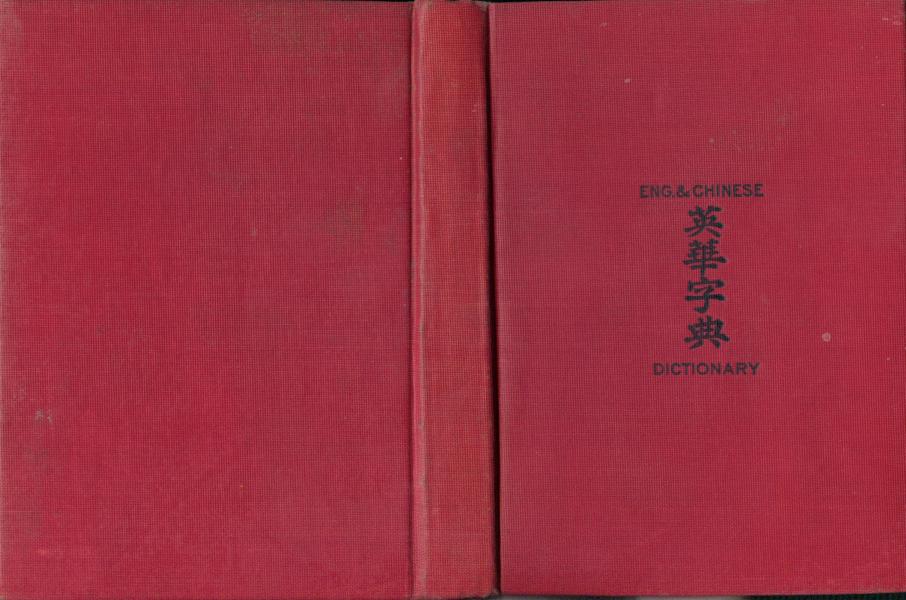 ENG.& CHINESE
英華字典
DICTIONARY